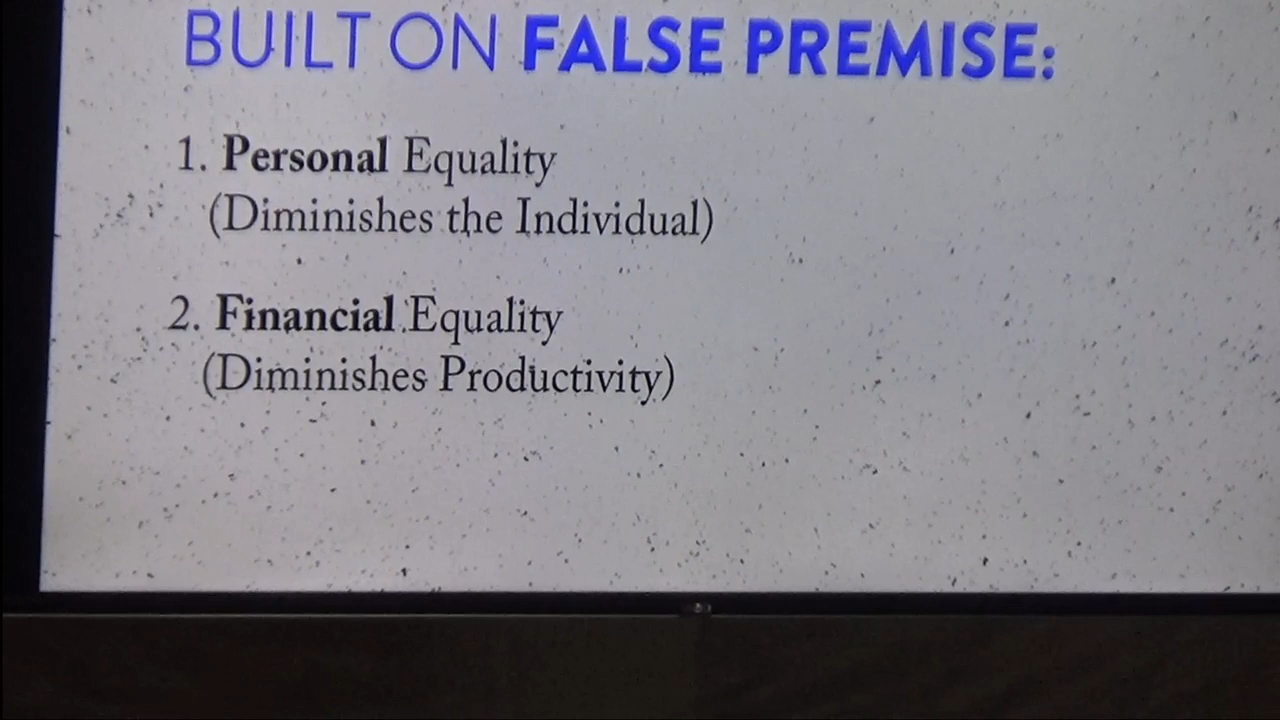 BUILT ON FALSE PREMISE:
1. Personal Equality
(Diminishes the Individual)
2. Financial Equality
(Diminishes Productivity)